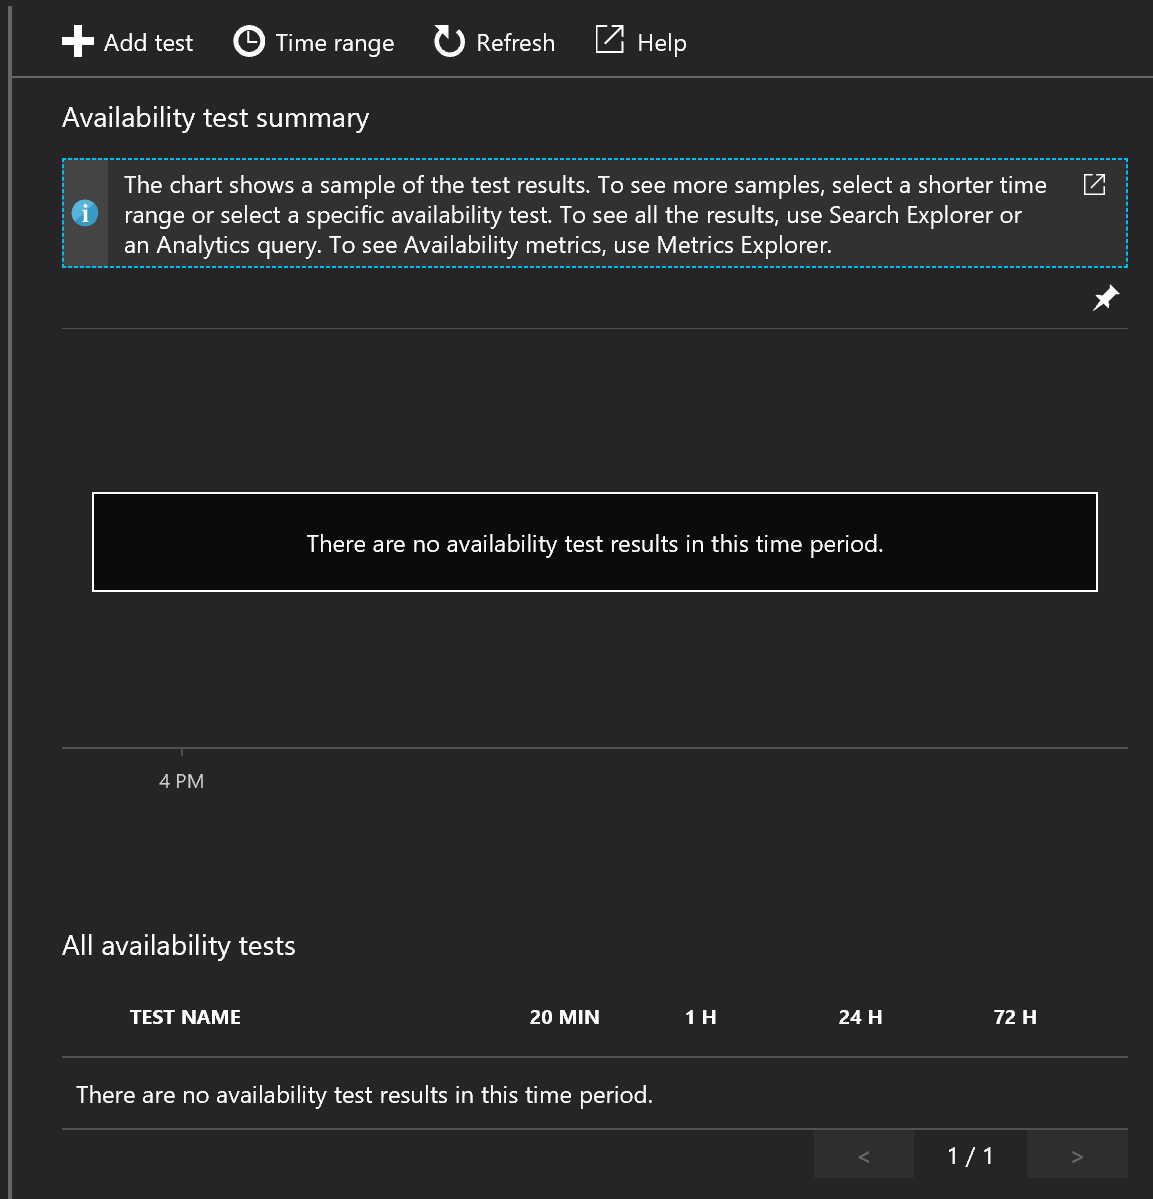 Add test Time range Refresh Help
Availability test summary
The chart shows a sample of the test results. To see more samples, select a shorter time
range or select a specific availability test. To see all the results, use Search Explorer or
an Analytics query. To see Availability metrics, use Metrics Explorer.
There are no availability test results in this time period.
4 PM
All availability tests
TEST NAME 20 MIN 1 H 24 H 72 H
There are no availability test results in this time period.
< 1 / 1 >